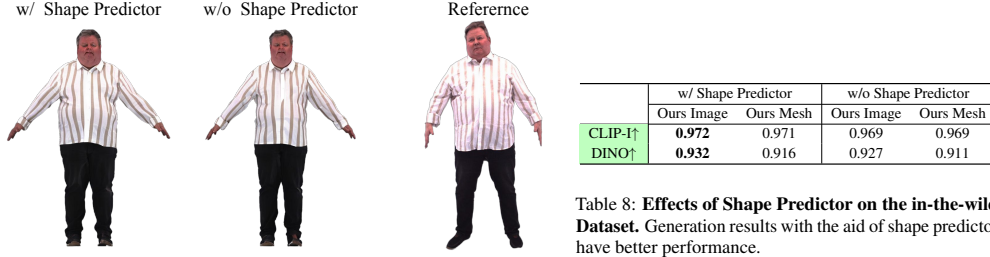 w/ Shape Predictor w/o Shape Predictor Referernce
w/ Shape Predictor w/o Shape Predictor
Ours Image Ours Mesh Ours Image Ours Mesh
CLIP-I↑ 0.972 0.971 0.969 0.969
DINO↑ 0.932 0.916 0.927 0.911
Table 8: Effects of Shape Predictor on the in-the-wild
Dataset. Generation results with the aid of shape predictor
have better performance.